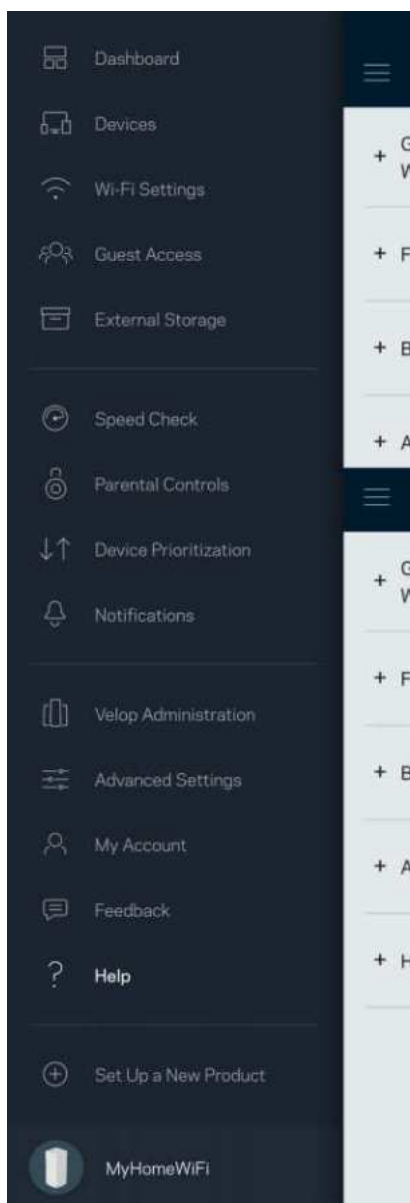 Dashboard
Devices
Wi-Fi Settings
Guest Access
External Storage
Speed Check
Parental Controls
Device Prioritization
Notifications
Velop Administration
Advanced Settings
My Account
Feedback
? Help
Set Up a New Product
MyHomeWiFi
+ G
W
+ F
+ B
+ A
+ G
W
+ F
+ B
+ A
+ H